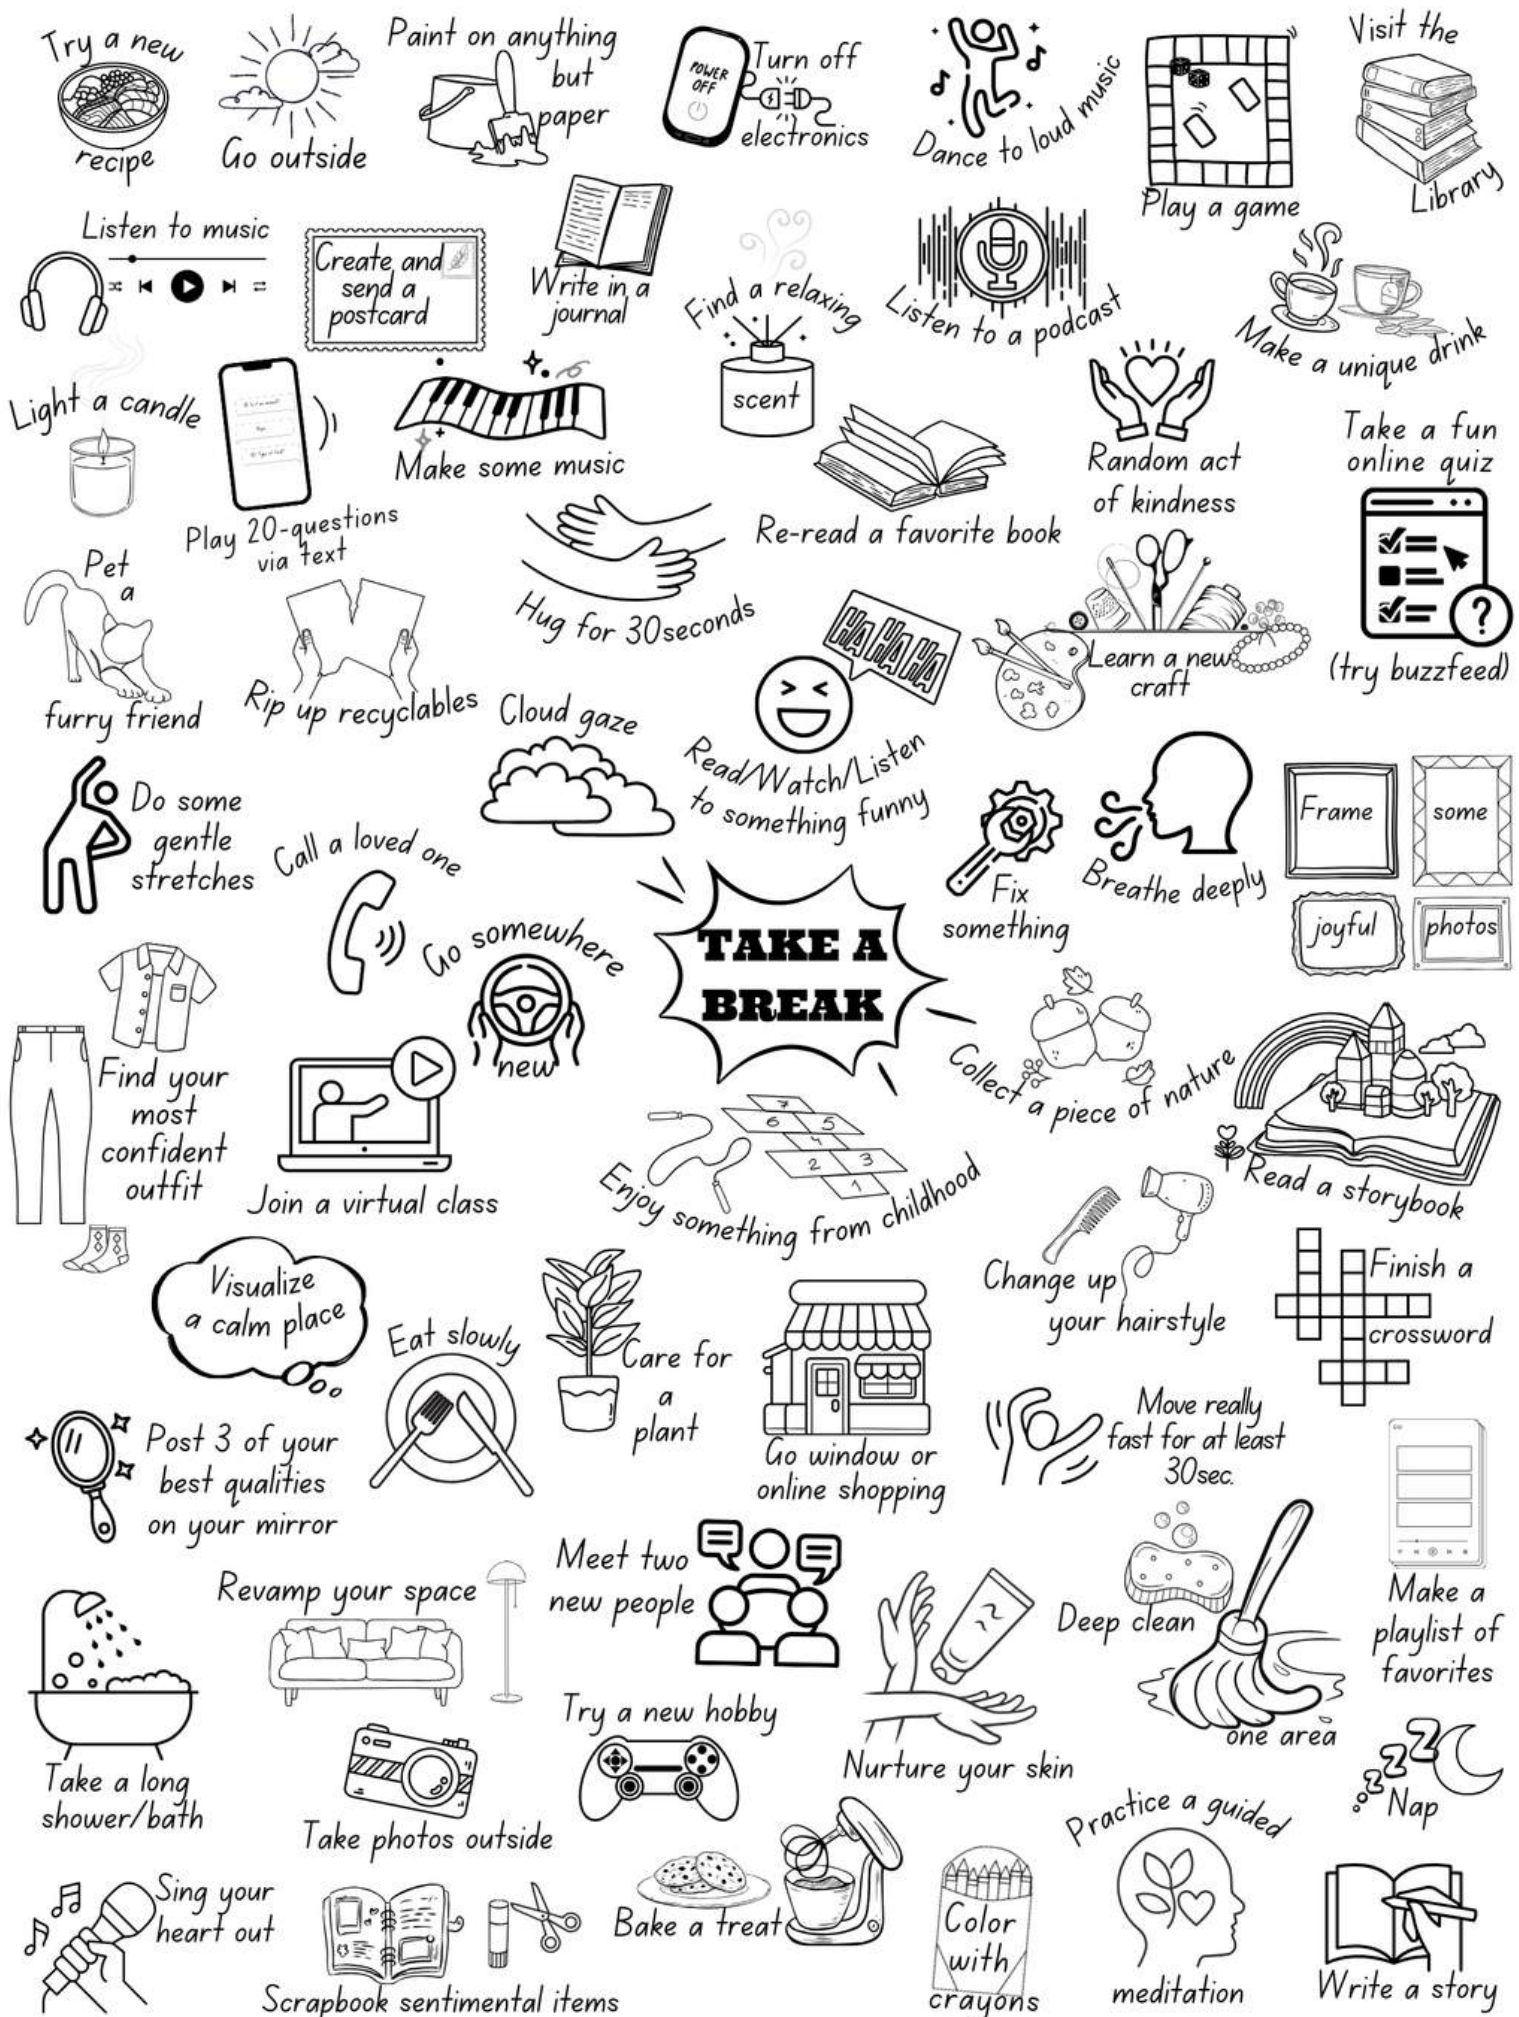 Try a new
recipe
Go outside
Paint on anything
but
paper
POWER
OFF
Turn off
electronics
Dance to loud music
Play a game
Visit the
Library
Listen to music
Create and
send a
postcard
Write in a
journal
Find a relaxing
scent
Listen to a podcast
Make a unique drink
Light a candle
Play 20-questions
via text
Make some music
Re-read a favorite book
Random act
of kindness
Take a fun
online quiz
?
(try buzzfeed)
Pet
a
furry friend
Rip up recyclables
Hug for 30seconds
HA HA HA
Read/Watch/Listen
to something funny
Learn a new
craft
Cloud gaze
Do some
gentle
stretches
Call a loved one
Go somewhere
new
TAKE A
BREAK
Fix
something
Breathe deeply
Frame
some
joyful
photos
Find your
most
confident
outfit
Join a virtual class
7
6 5
4
2 3
1
Enjoy something from childhood
Collect a piece of nature
Read a storybook
Visualize
a calm place
Eat slowly
Care for
a
plant
Go window or
online shopping
Change up
your hairstyle
Finish a
crossword
Post 3 of your
best qualities
on your mirror
Move really
fast for at least
30sec.
Revamp your space
Meet two
new people
Nurture your skin
Deep clean
one area
Make a
playlist of
favorites
Take a long
shower/bath
Take photos outside
Try a new hobby
Practice a guided
meditation
zzZZ
Nap
Sing your
heart out
Scrapbook sentimental items
Bake a treat
Color
with
crayons
Write a story